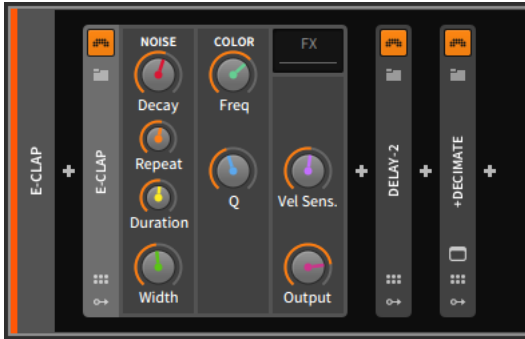 E-CLAP
E-CLAP
NOISE
Decay
Repeat
Duration
Width
COLOR
Freq
Q
FX
Vel Sens.
Output
DELAY-2
+DECIMATE